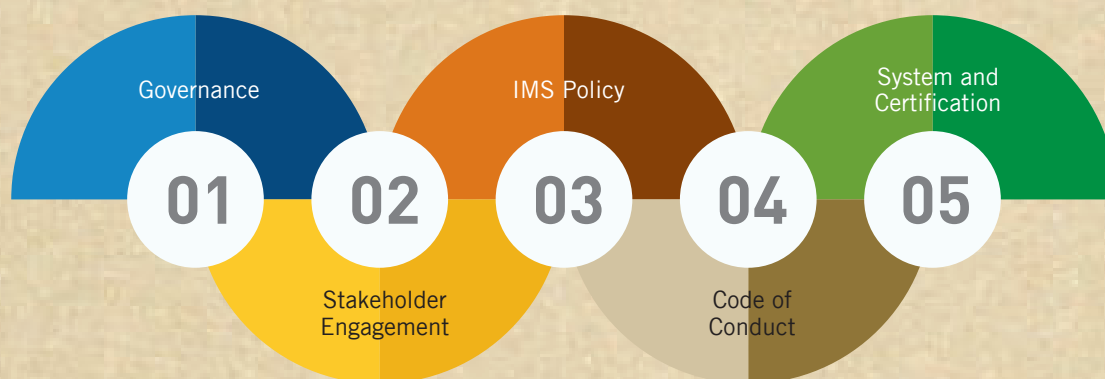 Governance
01
Stakeholder
Engagement
02
IMS Policy
03
Code of
Conduct
04
System and
Certification
05